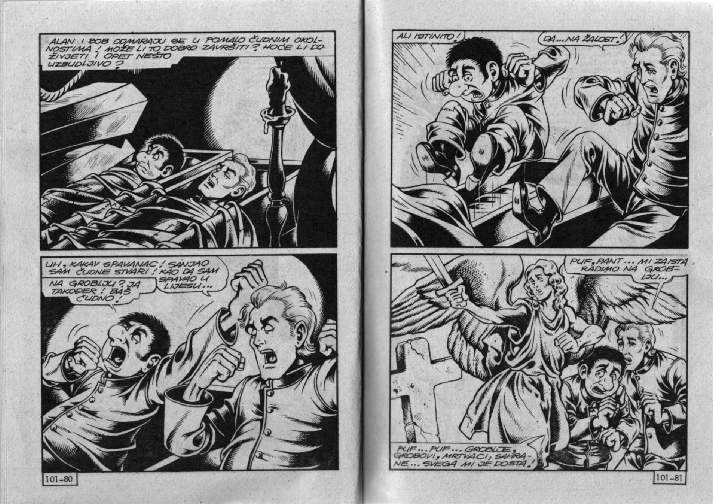 ALAN I BOB ODMARAJU SE U POMALO ČUDNIM OKOL-
NOSTIMA! MOŽE LI TO DOBRO ZAVRŠITI? HOĆE LI DO-
ŽIVJETI I OPET NEŠTO
UZBUDLJIVO?
UH, KAKAV SPAVANAC! SANJAO
SAM ČUDNE STVARI! KAO DA SAM
SPAVAO U
LIJESU...
NA GROBLJU? JA
TAKOĐER! BAŠ
ČUDNO!
101-80
ALI ISTINITO!
DA... NA ŽALOST!
PUF, PANT... MI ZAISTA
RADIMO NA GROB-
LJU...
PUF... PUF... GROBLJE,
GROBOVI, MRTVACI, SAHRA-
NE... SVEGA MI JE DOSTA!
101-81